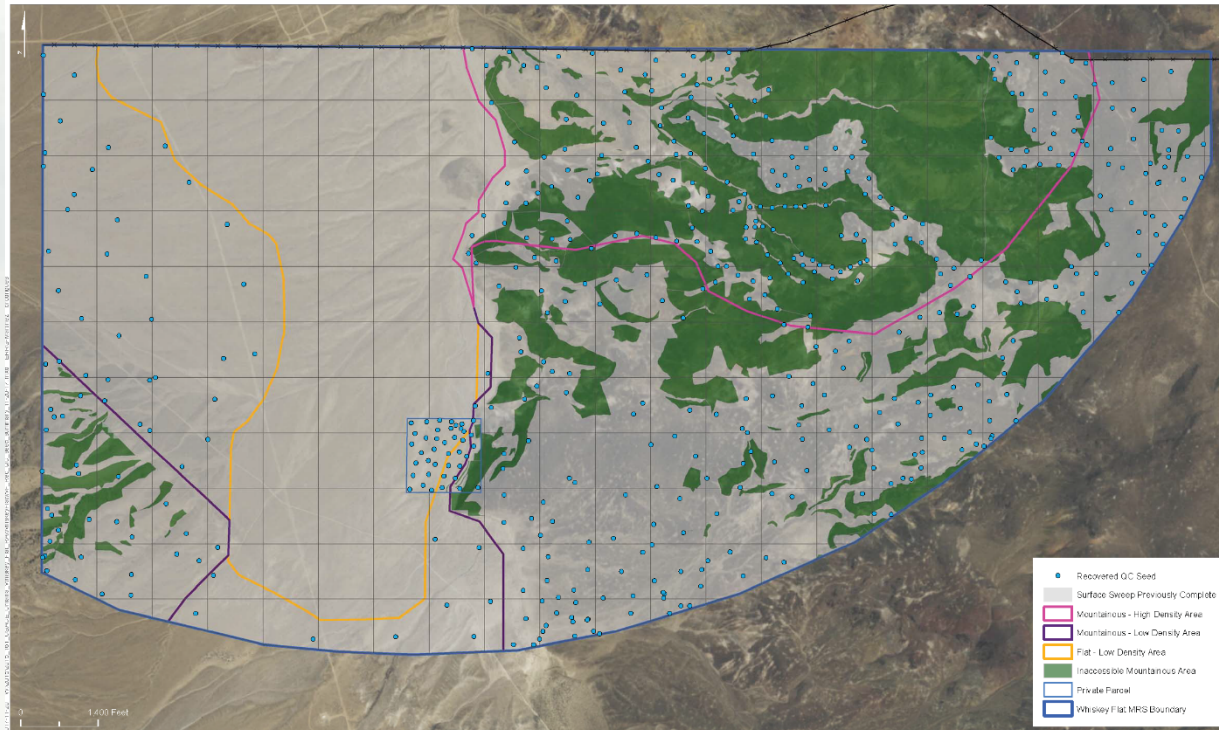 Recovered QC Seed
Surface Sweep Previously Complete
Mountainous - High Density Area
Mountainous - Low Density Area
Flat - Low Density Area
Inaccessible Mountainous Area
Private Parcel
Whiskey Flat MRS Boundary
0
1,400 Feet